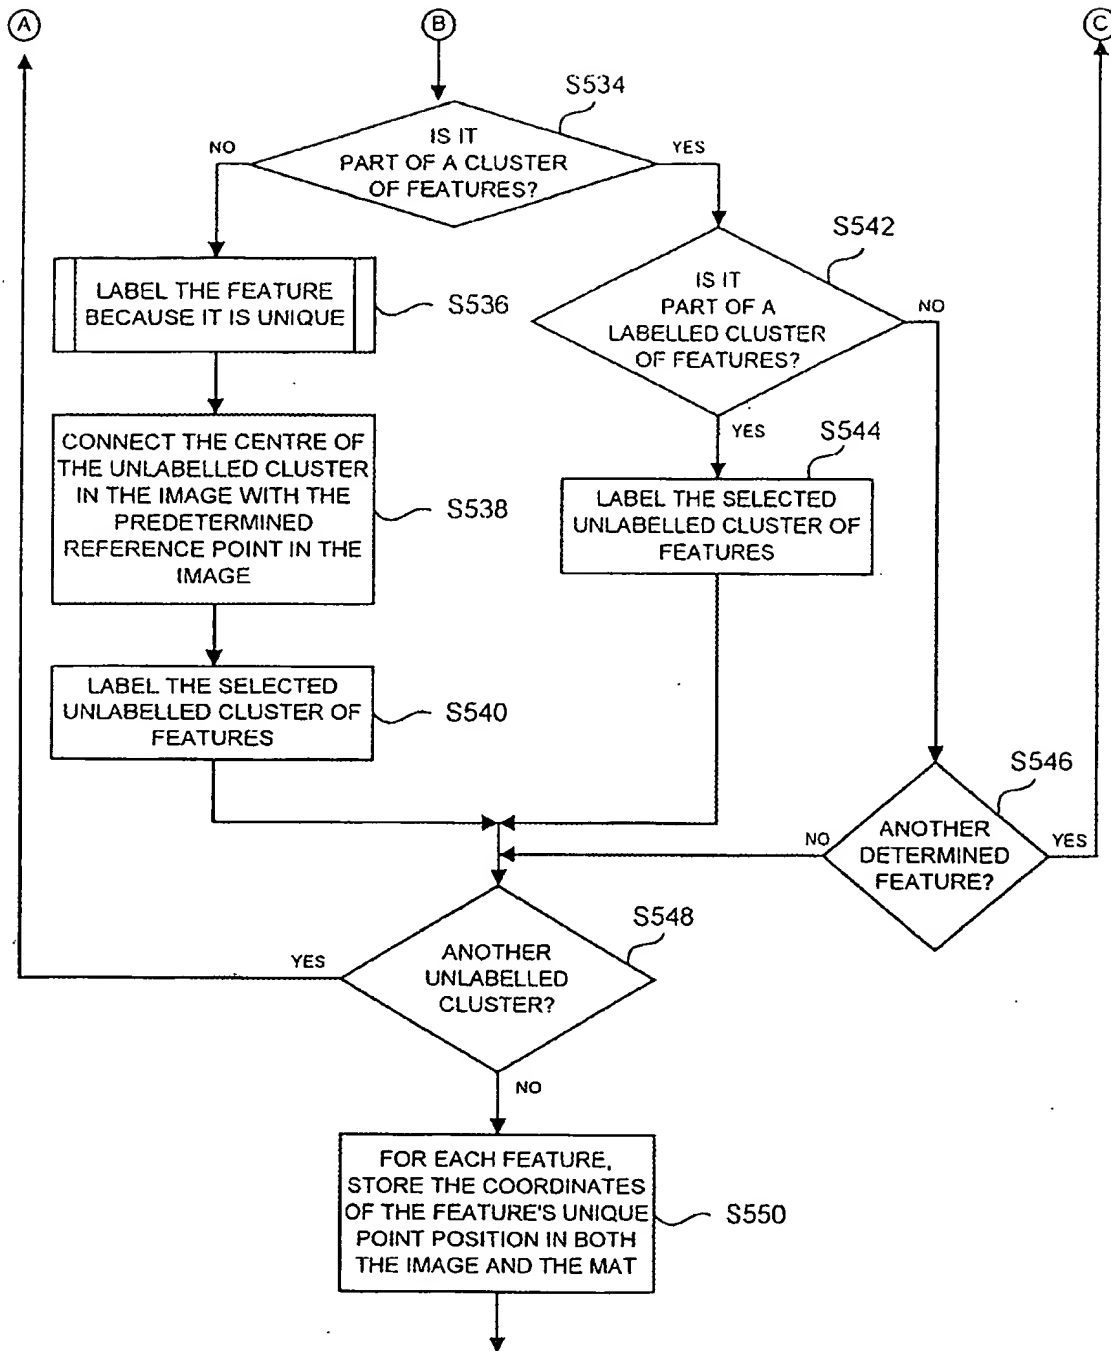 A
B
C
S534
IS IT
PART OF A CLUSTER
OF FEATURES?
NO
YES
S542
IS IT
PART OF A
LABELLED CLUSTER
OF FEATURES?
NO
YES
LABEL THE FEATURE
BECAUSE IT IS UNIQUE
S536
CONNECT THE CENTRE OF
THE UNLABELLED CLUSTER
IN THE IMAGE WITH THE
PREDETERMINED
REFERENCE POINT IN THE
IMAGE
S538
S544
LABEL THE SELECTED
UNLABELLED CLUSTER OF
FEATURES
LABEL THE SELECTED
UNLABELLED CLUSTER OF
FEATURES
S540
S546
ANOTHER
DETERMINED
FEATURE?
NO
YES
S548
ANOTHER
UNLABELLED
CLUSTER?
YES
NO
FOR EACH FEATURE,
STORE THE COORDINATES
OF THE FEATURE'S UNIQUE
POINT POSITION IN BOTH
THE IMAGE AND THE MAT
S550